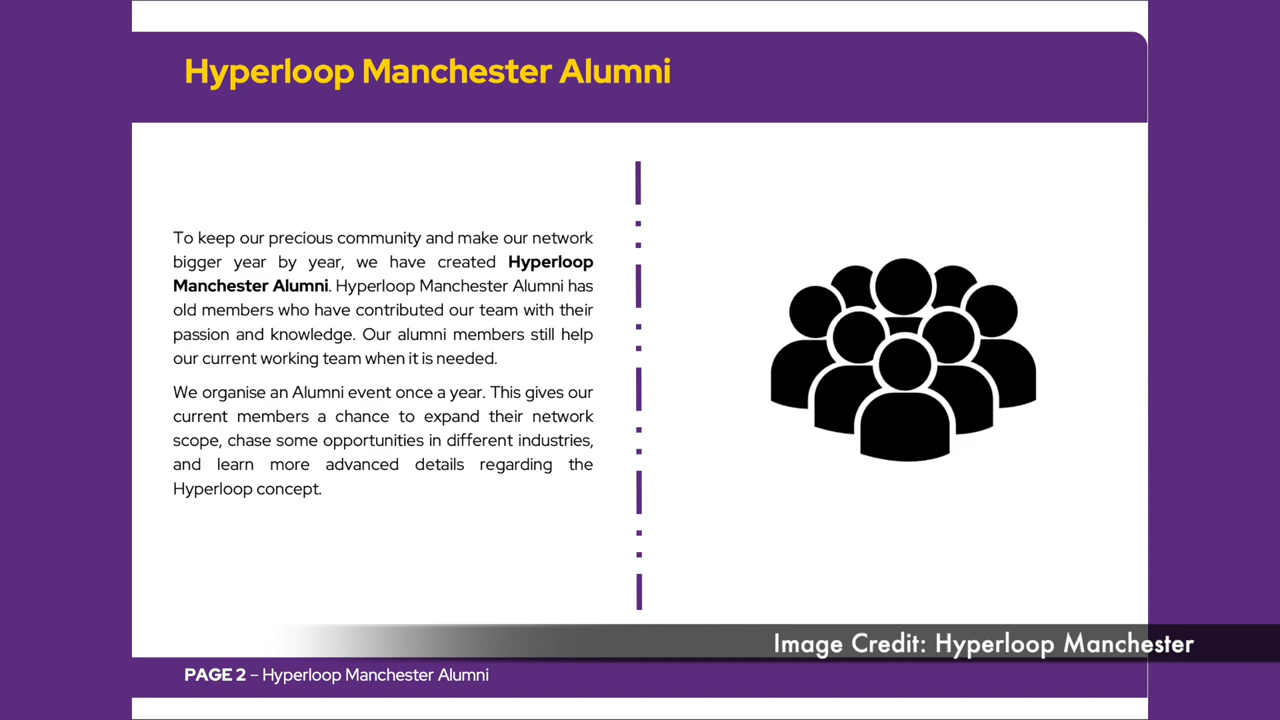 Hyperloop Manchester Alumni
To keep our precious community and make our network
bigger year by year, we have created Hyperloop
Manchester Alumni. Hyperloop Manchester Alumni has
old members who have contributed our team with their
passion and knowledge. Our alumni members still help
our current working team when it is needed.
We organise an Alumni event once a year. This gives our
current members a chance to expand their network
scope, chase some opportunities in different industries,
and learn more advanced details regarding the
Hyperloop concept.
Image Credit: Hyperloop Manchester
PAGE 2 – Hyperloop Manchester Alumni